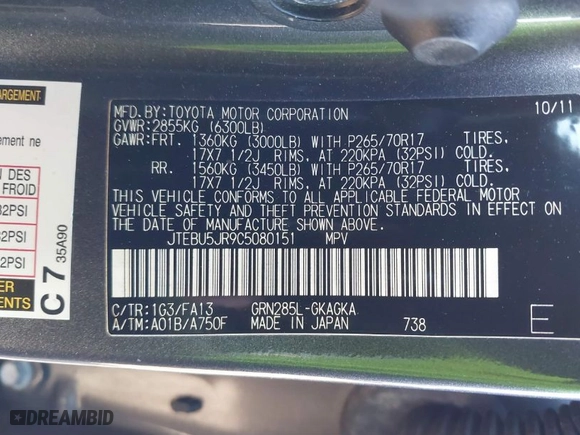 ARGEMENT
ement ne
DES
FROID
32PSI
32PSI
32PSI
ER
ENTS
C 7 35A90
MFD.BY:TOYOTA MOTOR CORPORATION 10/11
GVWR:2855KG (6300LB)
GAWR:FRT. 1360KG (3000LB) WITH P265/70R17 TIRES,
17X7 1/2J RIMS, AT 220KPA (32PSI) COLD.
RR. 1560KG (3450LB) WITH P265/70R17 TIRES,
17X7 1/2J RIMS, AT 220KPA (32PSI) COLD.
THIS VEHICLE CONFORMS TO ALL APPLICABLE FEDERAL MOTOR
VEHICLE SAFETY AND THEFT PREVENTION STANDARDS IN EFFECT ON
THE DATE OF MANUFACTURE SHOWN ABOVE.
JTEBU5JR9C5080151 MPV
C/TR:1G3/FA13 GRN285L-GKAGKA
A/TM:A01B/A750F MADE IN JAPAN 738 E
DREAMBID